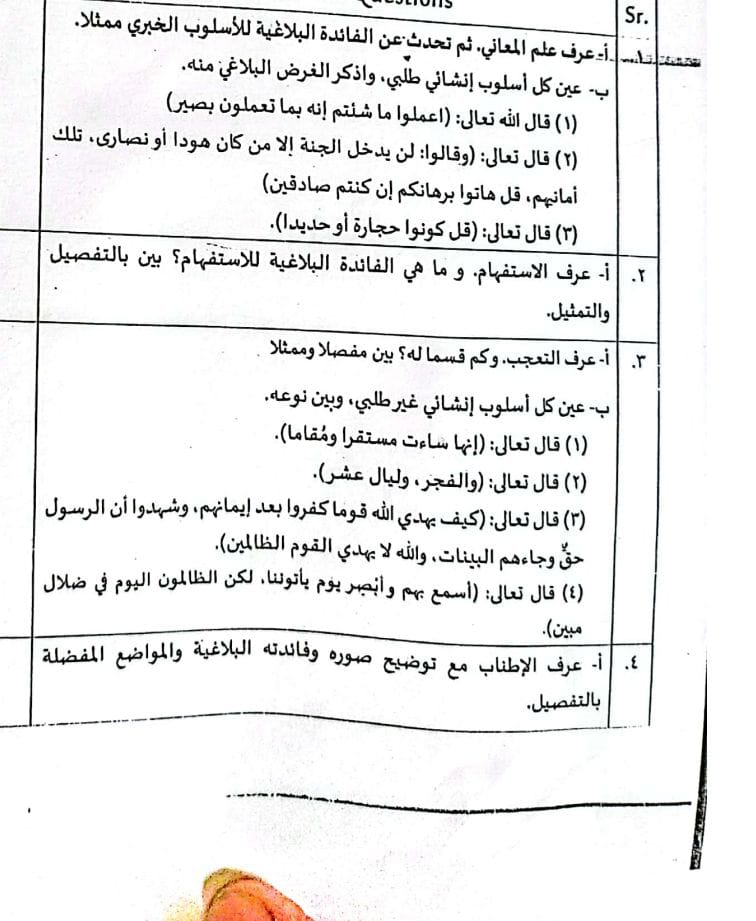 Questions
Sr.
١. أ- عرف علم المعاني. ثم تحدث عن الفائدة البلاغية للأسلوب الخبري ممثلا.
ب- عين كل أسلوب إنشائي طلبي، واذكر الغرض البلاغي منه.
(١) قال الله تعالى: (اعملوا ما شئتم إنه بما تعملون بصير)
(٢) قال تعالى: (وقالوا: لن يدخل الجنة إلا من كان هودا أو نصارى، تلك
أمانيهم، قل هاتوا برهانكم إن كنتم صادقين)
(٣) قال تعالى: (قل كونوا حجارة أو حديدا).
٢. أ- عرف الاستفهام. و ما هي الفائدة البلاغية للاستفهام؟ بين بالتفصيل
والتمثيل.
٣. أ- عرف التعجب. وكم قسما له؟ بين مفصلا وممثلا
ب- عين كل أسلوب إنشائي غير طلبي، وبين نوعه.
(١) قال تعالى: (إنها ساءت مستقرا ومُقاما).
(٢) قال تعالى: (والفجر، وليال عشر).
(٣) قال تعالى: (كيف يهدي الله قوما كفروا بعد إيمانهم، وشهدوا أن الرسول
حقٌّ وجاءهم البينات، والله لا يهدي القوم الظالمين).
(٤) قال تعالى: (أسمع بهم وأبْصِر يوم يأتوننا، لكن الظالمون اليوم في ضلال
مبين).
٤. أ- عرف الإطناب مع توضيح صوره وفائدته البلاغية والمواضع المفضلة
بالتفصيل.